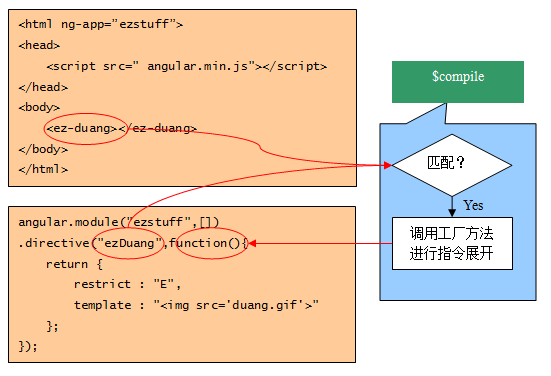 <html ng-app="ezstuff">
<head>
    <script src=" angular.min.js"></script>
</head>
<body>
    <ez-duang></ez-duang>
</body>
</html>
$compile
匹配？
Yes
调用工厂方法
进行指令展开
angular.module("ezstuff",[])
.directive("ezDuang",function(){
    return {
        restrict : "E",
        template : "<img src='duang.gif'>"
    };
});